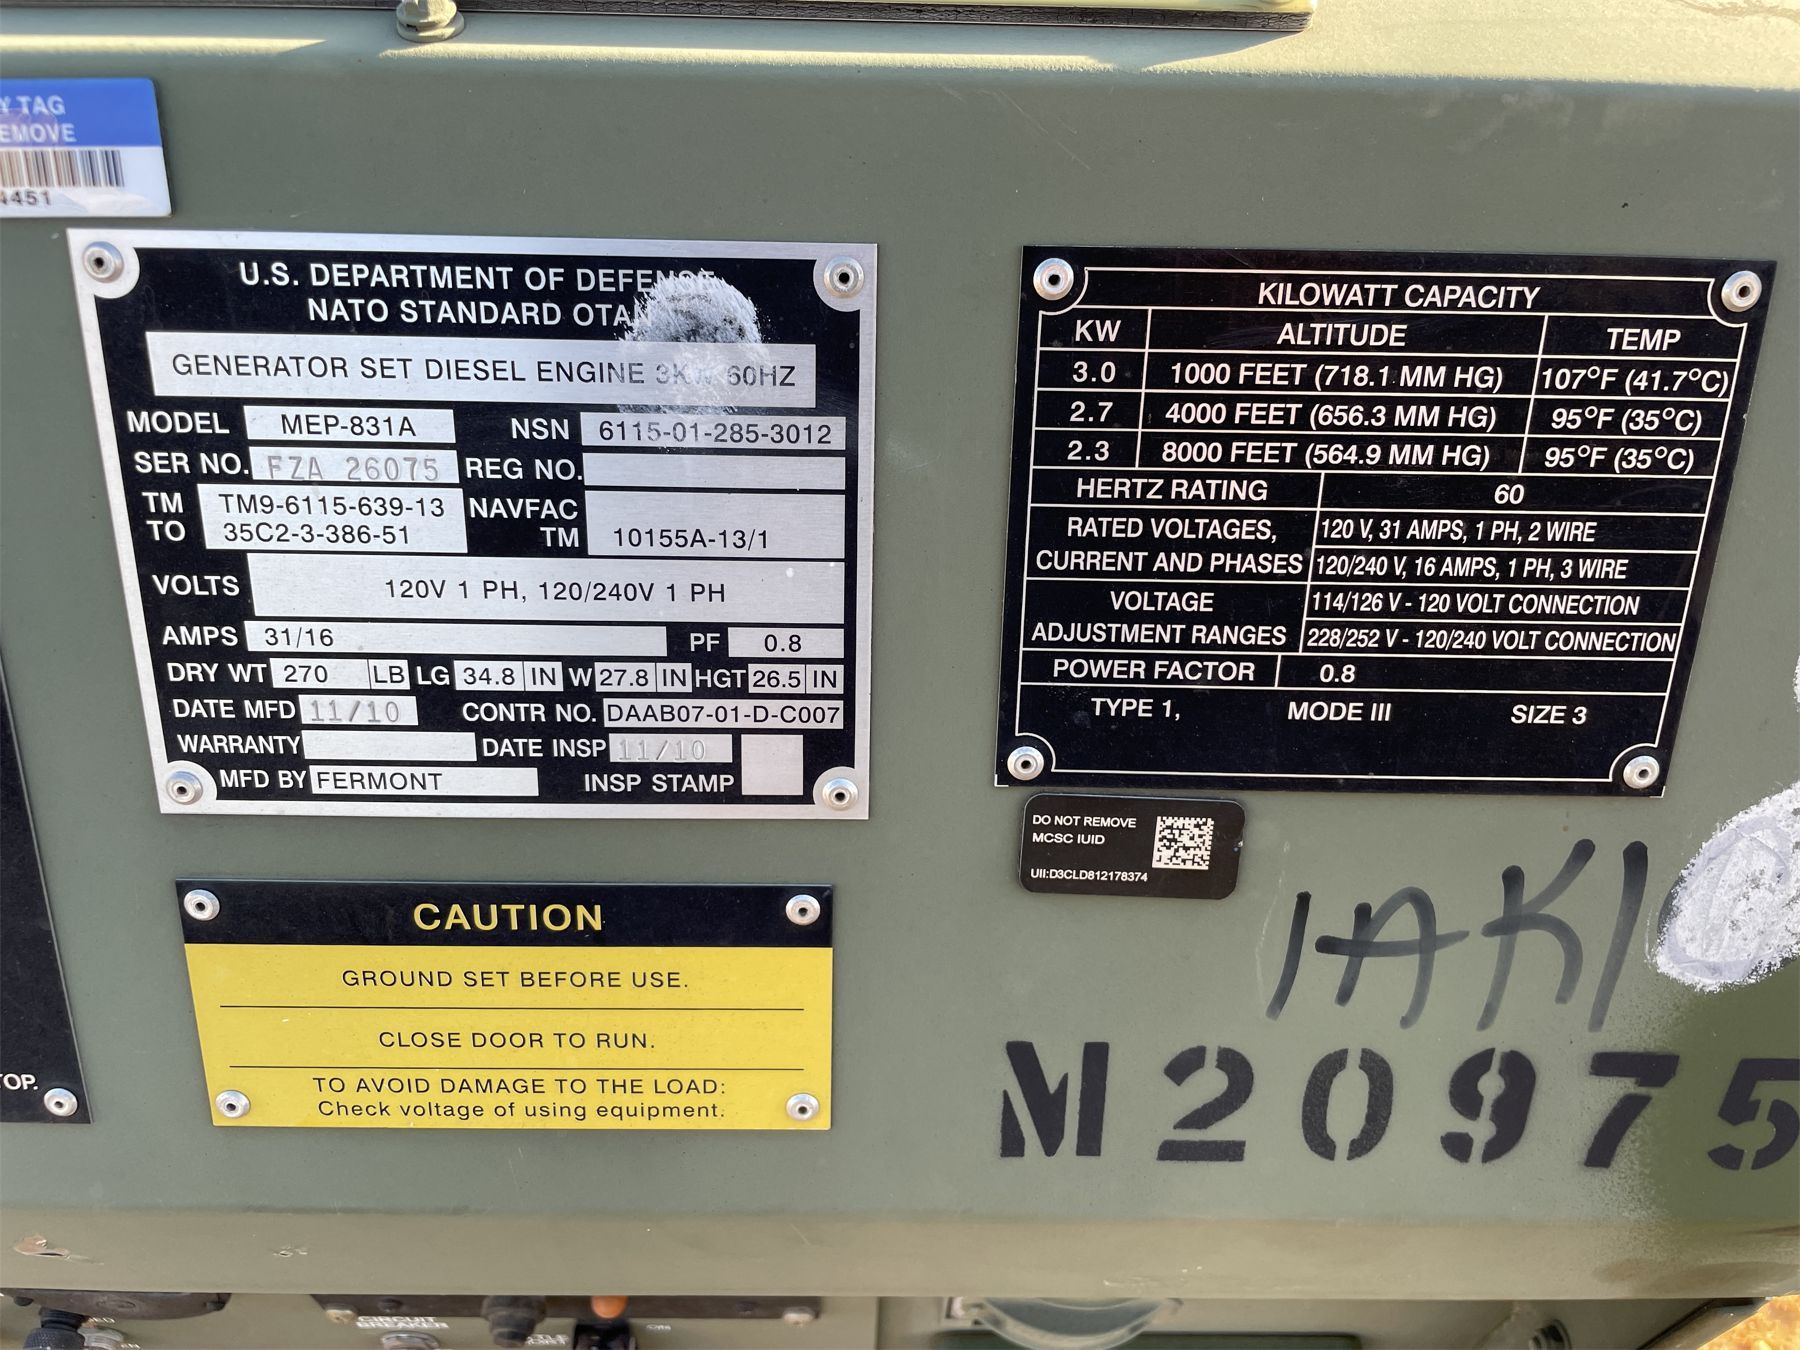 TAG
4451
U.S. DEPARTMENT OF DEFENSE
NATO STANDARD OTAN
GENERATOR SET DIESEL ENGINE 3KW 60HZ
MODEL MEP-831A NSN 6115-01-285-3012
SER NO. FZA 26075 REG NO.
TM TM9-6115-639-13 NAVFAC
TO 35C2-3-386-51 TM 10155A-13/1
VOLTS 120V 1 PH, 120/240V 1 PH
AMPS 31/16 PF 0.8
DRY WT 270 LB LG 34.8 IN W 27.8 IN HGT 26.5 IN
DATE MFD 11/10 CONTR NO. DAAB07-01-D-C007
WARRANTY DATE INSP 11/10
MFD BY FERMONT INSP STAMP
KILOWATT CAPACITY
KW ALTITUDE TEMP
3.0 1000 FEET (718.1 MM HG) 107°F (41.7°C)
2.7 4000 FEET (656.3 MM HG) 95°F (35°C)
2.3 8000 FEET (564.9 MM HG) 95°F (35°C)
HERTZ RATING 60
RATED VOLTAGES, 120 V, 31 AMPS, 1 PH, 2 WIRE
CURRENT AND PHASES 120/240 V, 16 AMPS, 1 PH, 3 WIRE
VOLTAGE 114/126 V - 120 VOLT CONNECTION
ADJUSTMENT RANGES 228/252 V - 120/240 VOLT CONNECTION
POWER FACTOR 0.8
TYPE 1, MODE III SIZE 3
DO NOT REMOVE
MCSC IUID
UII:D3CLD812178374
CAUTION
GROUND SET BEFORE USE.
CLOSE DOOR TO RUN.
TO AVOID DAMAGE TO THE LOAD:
Check voltage of using equipment.
M20975
CIRCUIT
BREAKER